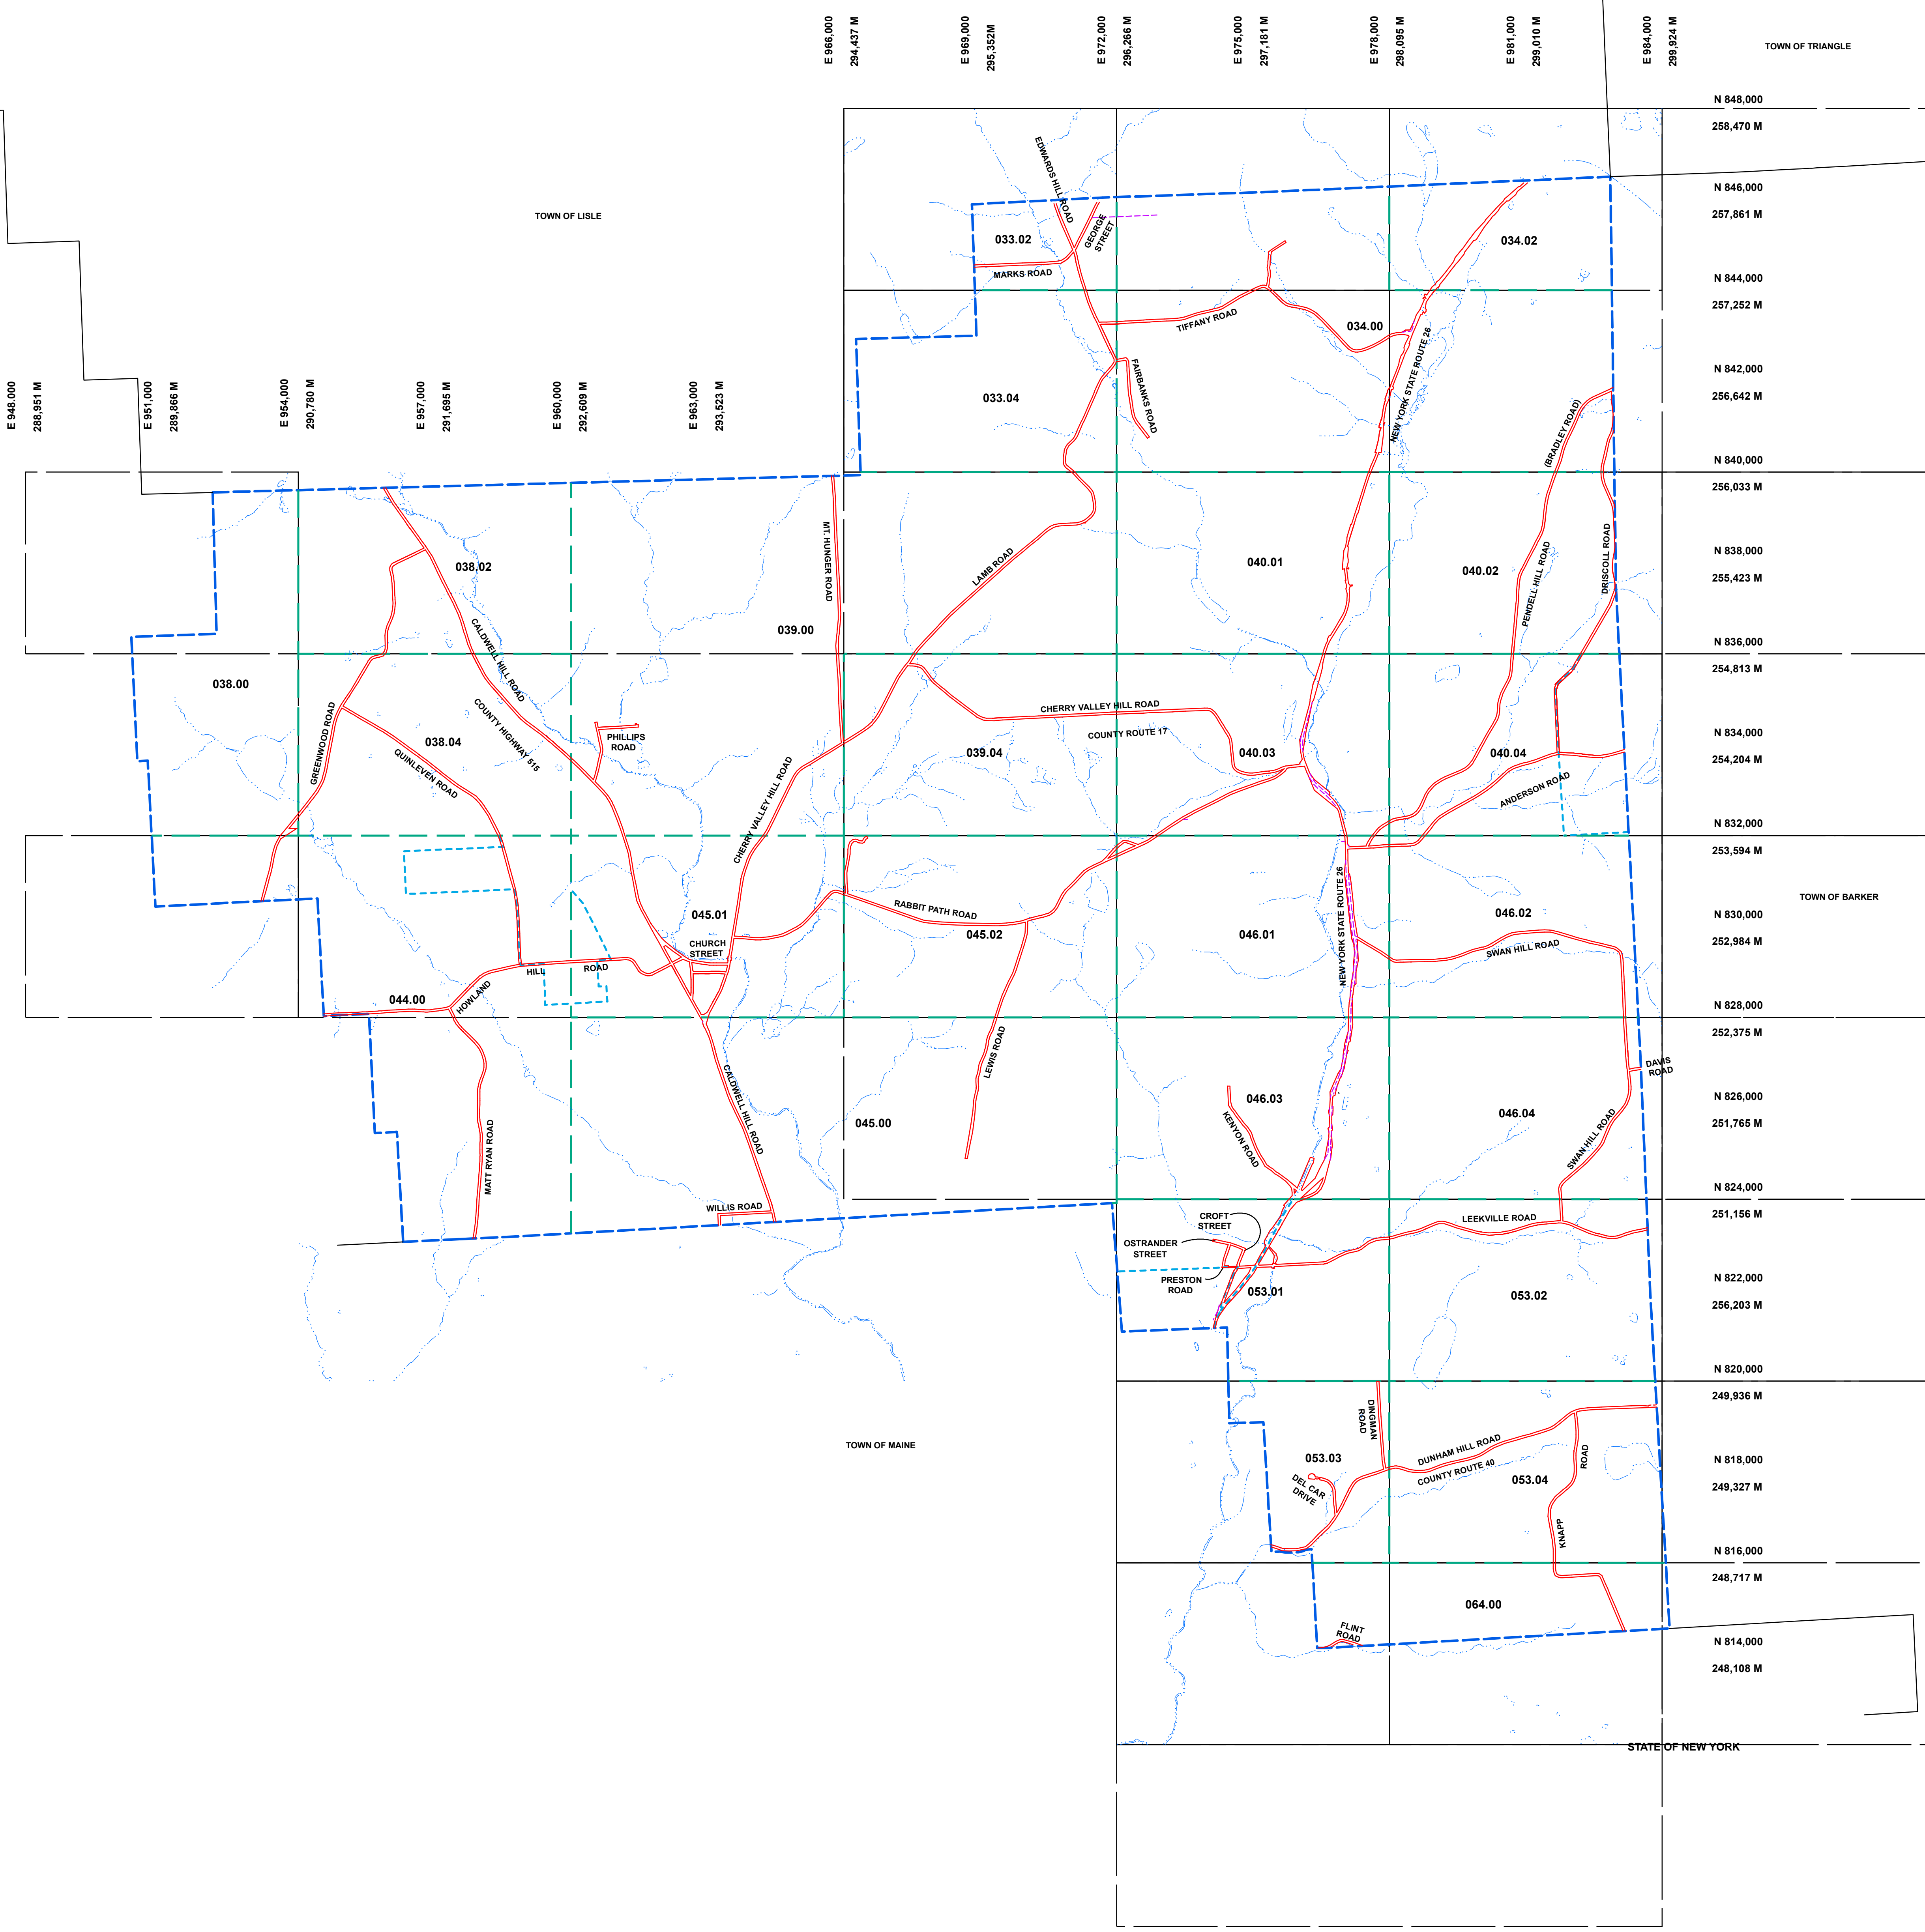 E 966,000
294,437 M
E 969,000
295,352M
E 972,000
296,266 M
E 975,000
297,181 M
E 978,000
298,095 M
E 981,000
29,010 M
E 984,000
299,924 M
TOWN OF TRIANGLE
N 848,000
258,470 M
EDWARDS HILL ROAD
TOWN OF LISLE
N 846,000
257,861 M
033.02
GEORGE
STREET
034.02
MARKS ROAD
N 844,000
257,252 M
TIFFANY ROAD
034.00
NEW YORK STATE ROUTE 26
E 948.000
288,951 M
E 951,000
289,866 M
E 954,000
290,780 M
E 957,000
291,695 M
E 960,000
292,609 M
E 963,000
293,523 M
033.04
FAIRBANKS ROAD
N 842,000
256,642 M
(BRADLEY ROAD)
N 840,000
256,033 M
MT. HUNGER ROAD
LAMB ROAD
038.02
040.01
040.02
PENDELL HILL ROAD
DRISCOLL ROAD
N 838,000
255,423 M
039.00
CALDWELL HILL ROAD
N 836,000
254,813 M
038.00
GREENWOOD ROAD
COUNTY HIGHWAY 515
CHERRY VALLEY HILL ROAD
COUNTY ROUTE 17
038.04
QUINLEVEN ROAD
PHILLIPS
ROAD
CHERRY VALLEY HILL ROAD
039.04
040.03
040.04
N 834,000
254,204 M
ANDERSON ROAD
N 832,000
253,594 M
NEW YORK STATE ROUTE 26
TOWN OF BARKER
045.01
RABBIT PATH ROAD
045.02
046.01
046.02
N 830,000
252,984 M
CHURCH
STREET
SWAN HILL ROAD
HILL
ROAD
044.00
HOWLAND
N 828,000
252,375 M
LEWIS ROAD
DAVIS
ROAD
CALDWELL HILL ROAD
045.00
046.03
046.04
N 826,000
251,765 M
KENYON ROAD
MATT RYAN ROAD
SWAN HILL ROAD
N 824,000
251,156 M
WILLIS ROAD
CROFT
STREET
LEEKVILLE ROAD
OSTRANDER
STREET
PRESTON
ROAD
053.01
053.02
N 822,000
256,203 M
N 820,000
249,936 M
DINGMAN
ROAD
TOWN OF MAINE
DUNHAM HILL ROAD
COUNTY ROUTE 40
ROAD
053.03
053.04
N 818,000
249,327 M
DEL CAR
DRIVE
KNAPP
N 816,000
248,717 M
064.00
FLINT
ROAD
N 814,000
248,108 M
STATE OF NEW YORK